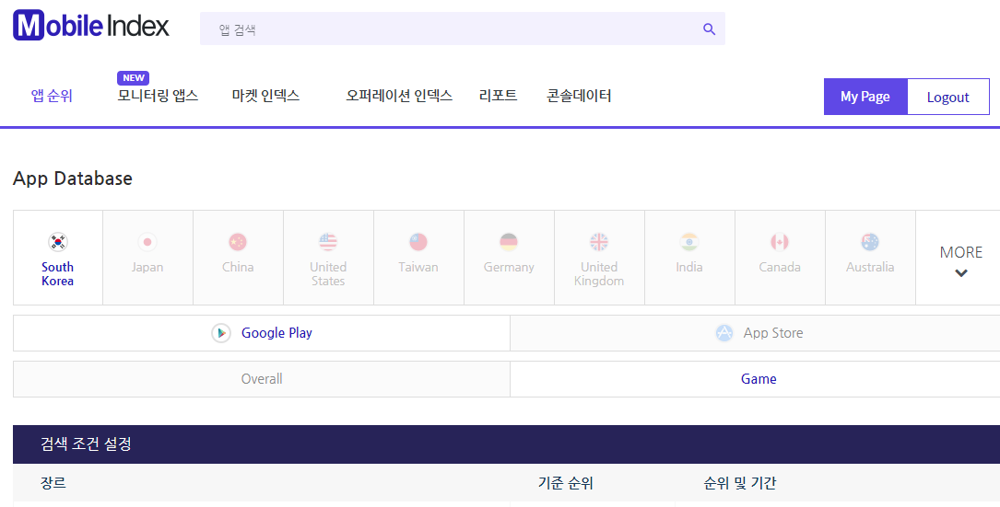 Mobile Index
앱 검색
NEW
앱 순위 모니터링 앱스 마켓 인덱스 오퍼레이션 인덱스 리포트 콘솔데이터 My Page Logout
App Database
South Korea
Japan
China
United States
Taiwan
Germany
United Kingdom
India
Canada
Australia
MORE
Google Play App Store
Overall Game
검색 조건 설정
장르 기준 순위 순위 및 기간